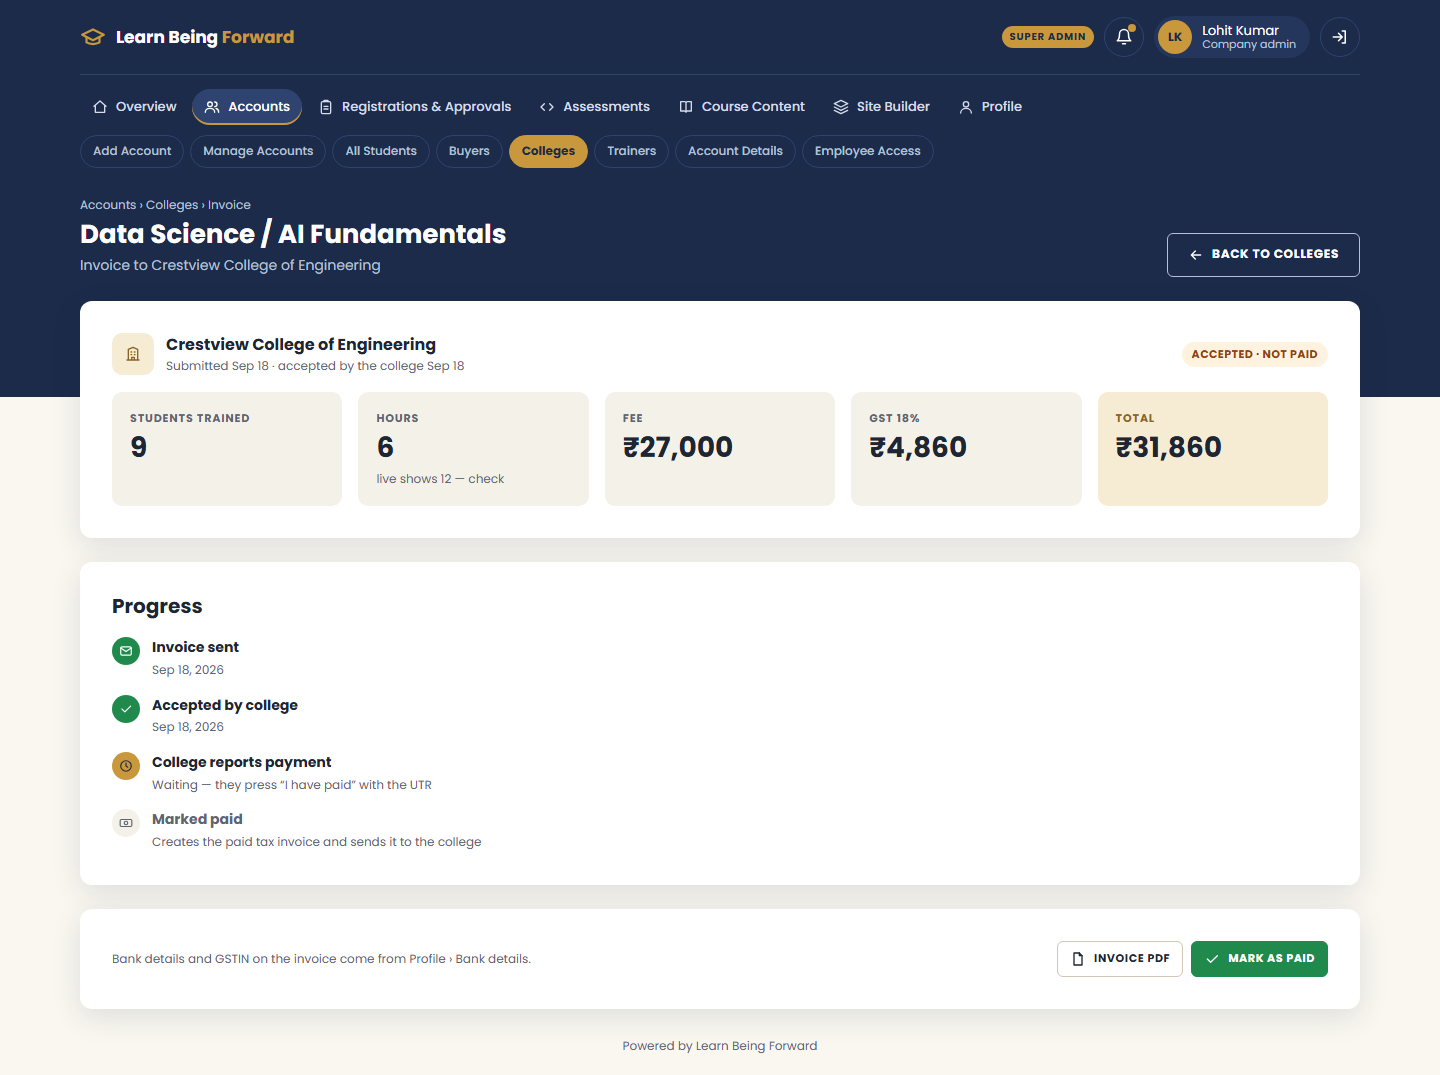 Learn Being Forward
SUPER ADMIN
LK
Lohit Kumar
Company admin
Overview
Accounts
Registrations & Approvals
Assessments
Course Content
Site Builder
Profile
Add Account
Manage Accounts
All Students
Buyers
Colleges
Trainers
Account Details
Employee Access
Accounts › Colleges › Invoice
Data Science / AI Fundamentals
Invoice to Crestview College of Engineering
BACK TO COLLEGES
Crestview College of Engineering
Submitted Sep 18 · accepted by the college Sep 18
ACCEPTED · NOT PAID
STUDENTS TRAINED
9
HOURS
6
live shows 12 — check
FEE
₹27,000
GST 18%
₹4,860
TOTAL
₹31,860
Progress
Invoice sent
Sep 18, 2026
Accepted by college
Sep 18, 2026
College reports payment
Waiting — they press “I have paid” with the UTR
Marked paid
Creates the paid tax invoice and sends it to the college
Bank details and GSTIN on the invoice come from Profile › Bank details.
INVOICE PDF
MARK AS PAID
Powered by Learn Being Forward